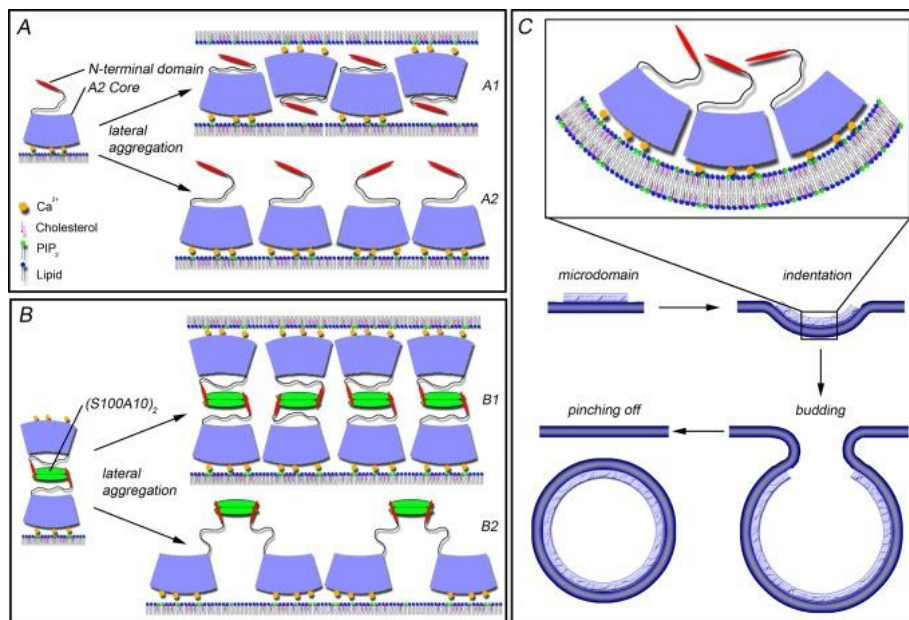 A
N-terminal domain
A2 Core
lateral
aggregation
A1
A2
Ca²⁺
Cholesterol
PIP₂
Lipid
B
(S100A10)₂
lateral
aggregation
B1
B2
C
microdomain
indentation
pinching off
budding